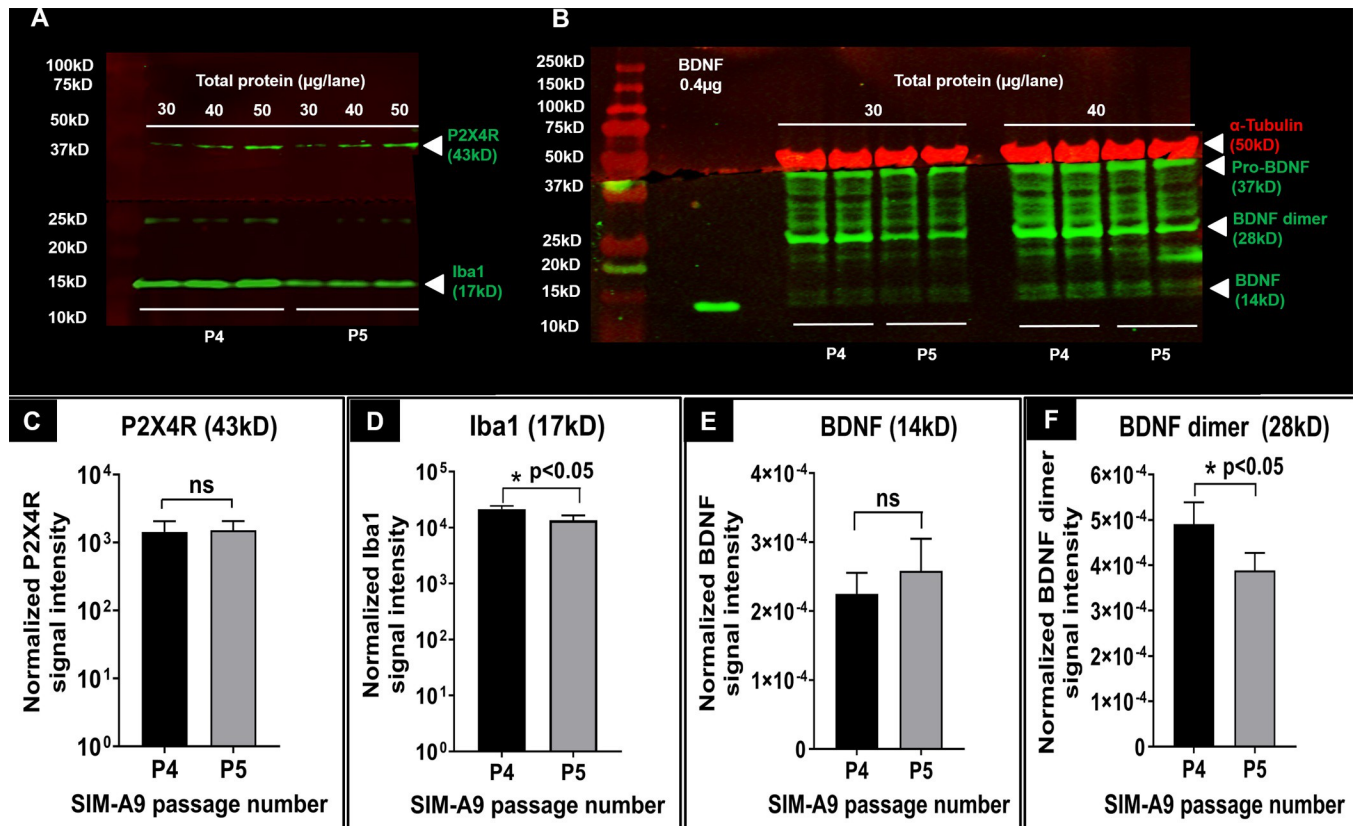 A
100kD
75kD
50kD
37kD
25kD
20kD
15kD
10kD
Total protein (µg/lane)
30 40 50 30 40 50
P2X4R
(43kD)
Iba1
(17kD)
P4 P5
B
250kD
150kD
100kD
75kD
50kD
37kD
25kD
20kD
15kD
10kD
BDNF
0.4µg
Total protein (µg/lane)
30 40
α-Tubulin
(50kD)
Pro-BDNF
(37kD)
BDNF dimer
(28kD)
BDNF
(14kD)
P4 P5 P4 P5
C
P2X4R (43kD)
Normalized P2X4R
signal intensity
10⁴
10³
10²
10¹
10⁰
ns
P4 P5
SIM-A9 passage number
D
Iba1 (17kD)
Normalized Iba1
signal intensity
10⁵
10⁴
10³
10²
10¹
10⁰
* p<0.05
P4 P5
SIM-A9 passage number
E
BDNF (14kD)
Normalized BDNF
signal intensity
4×10⁻⁴
3×10⁻⁴
2×10⁻⁴
0
ns
P4 P5
SIM-A9 passage number
F
BDNF dimer (28kD)
Normalized BDNF dimer
signal intensity
6×10⁻⁴
5×10⁻⁴
4×10⁻⁴
3×10⁻⁴
2×10⁻⁴
4×10⁻⁴
0
* p<0.05
P4 P5
SIM-A9 passage number